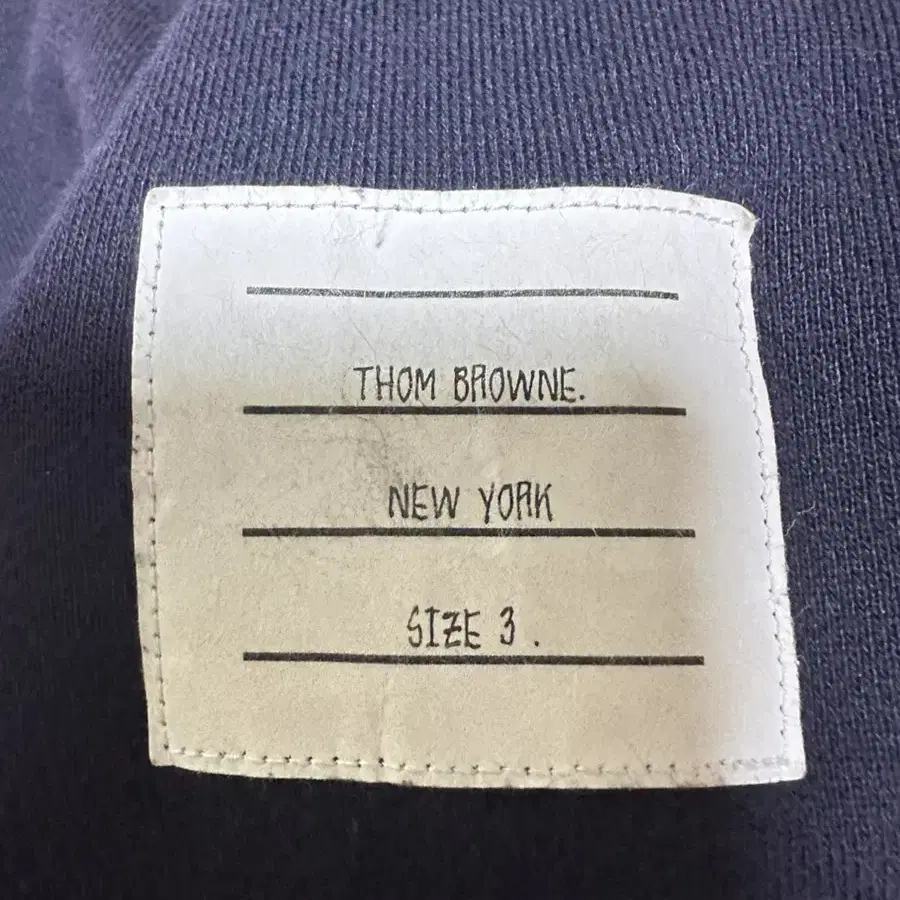 THOM BROWNE.
NEW YORK
SIZE 3 .